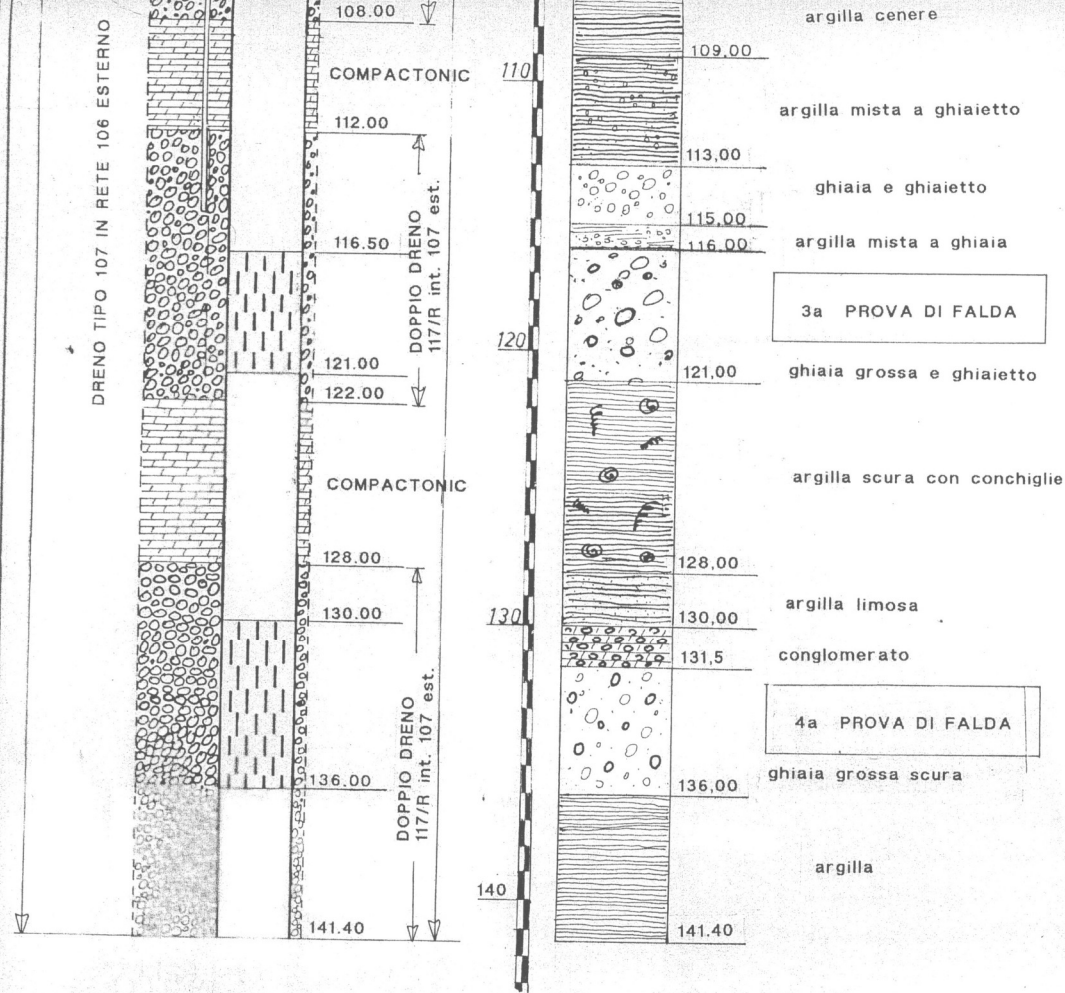 DRENO TIPO 107 IN RETE 106 ESTERNO
108.00
COMPACTONIC
112.00
116.50
DOPPIO DRENO
117/R int. 107 est.
121.00
122.00
COMPACTONIC
128.00
130.00
DOPPIO DRENO
117/R int. 107 est.
136.00
141.40
110
120
130
140
argilla cenere
109,00
argilla mista a ghiaietto
113,00
ghiaia e ghiaietto
115,00
argilla mista a ghiaia
116,00
3a PROVA DI FALDA
ghiaia grossa e ghiaietto
121,00
argilla scura con conchiglie
128,00
argilla limosa
130,00
conglomerato
131,5
4a PROVA DI FALDA
ghiaia grossa scura
136,00
argilla
141.40